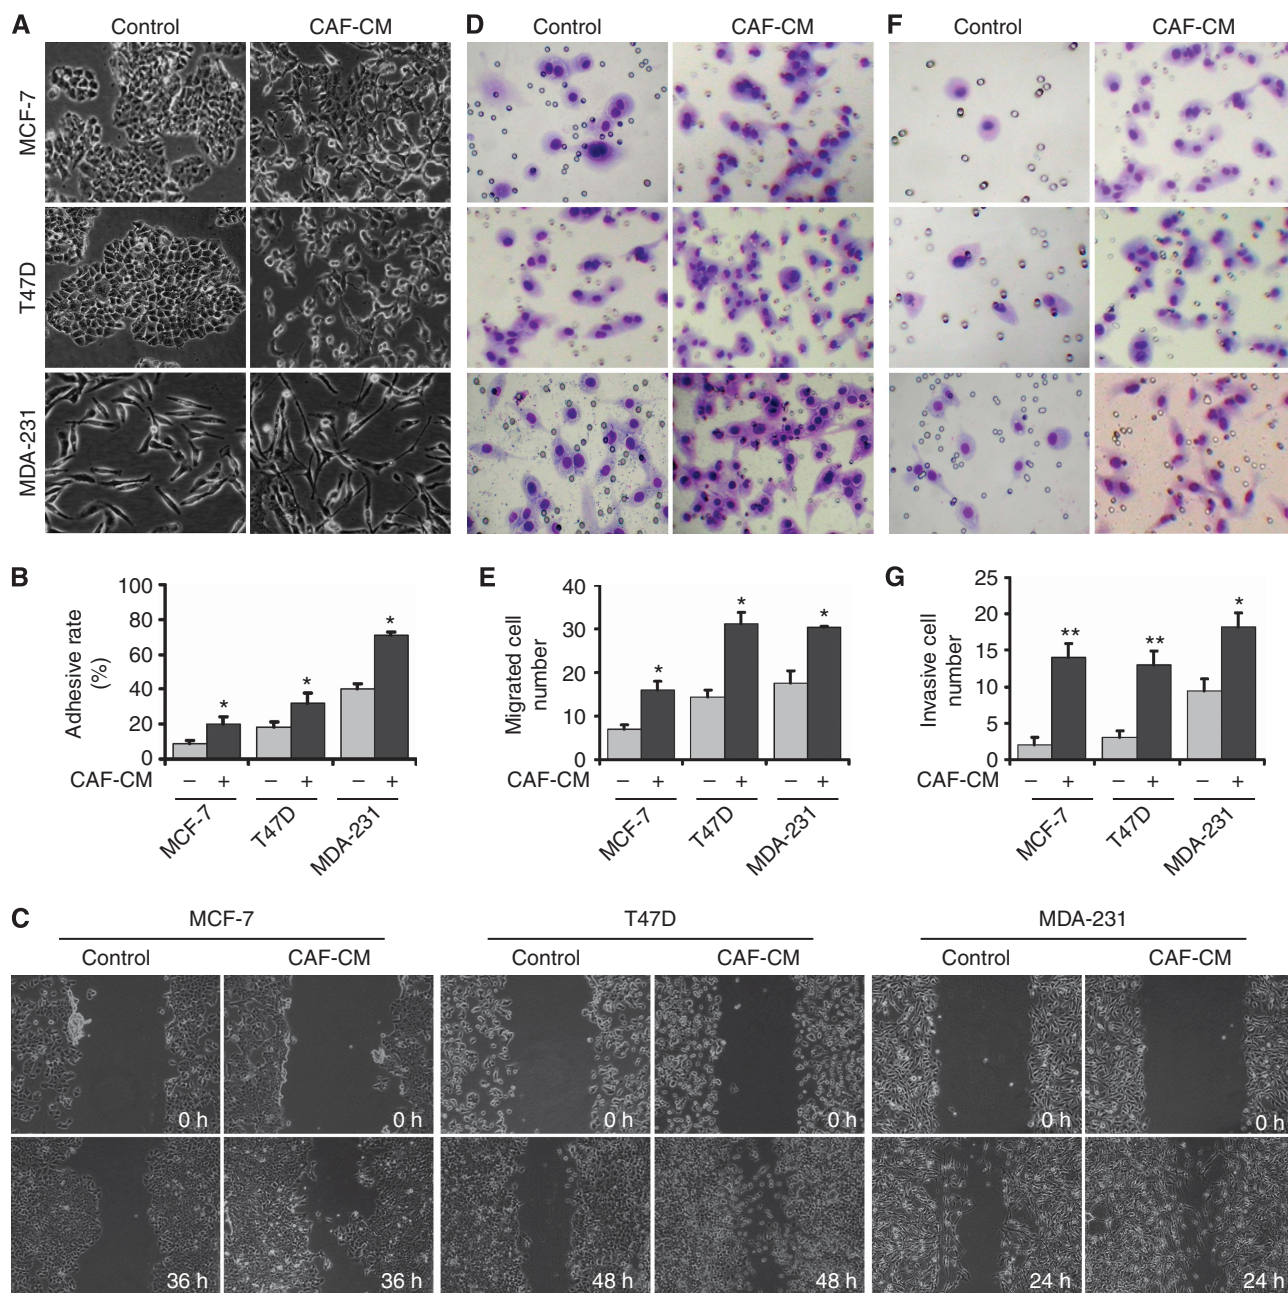 A Control CAF-CM D Control CAF-CM F Control CAF-CM
MCF-7
T47D
MDA-231
B
Adhesive rate
(%)
100
80
60
40
20
0
* * *
CAF-CM – + – + – +
MCF-7 T47D MDA-231
E
Migrated cell
number
40
30
20
10
0
* * *
CAF-CM – + – + – +
MCF-7 T47D MDA-231
G
Invasive cell
number
25
20
15
10
5
0
** ** *
CAF-CM – + – + – +
MCF-7 T47D MDA-231
C MCF-7 T47D MDA-231
Control CAF-CM Control CAF-CM Control CAF-CM
0 h 0 h 0 h 0 h 0 h 0 h
36 h 36 h 48 h 48 h 24 h 24 h